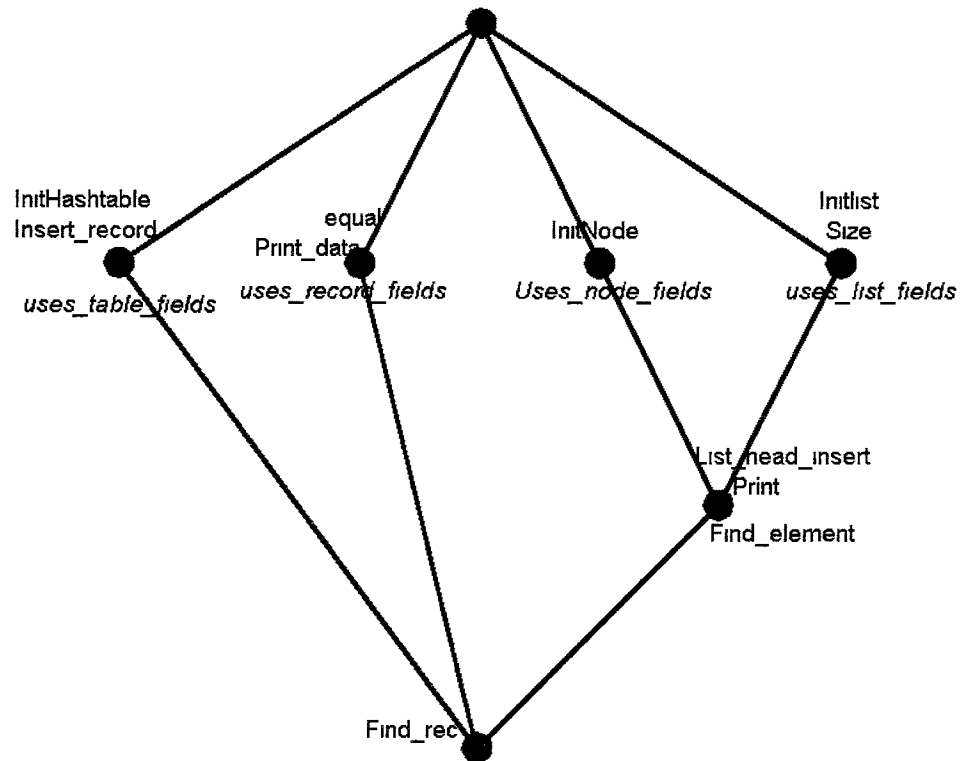 InitHashtable
Insert_record
uses_table_fields
equal
Print_data
uses_record_fields
InitNode
Uses_node_fields
Initlist
Size
uses_list_fields
List_head_insert
Print
Find_element
Find_rec